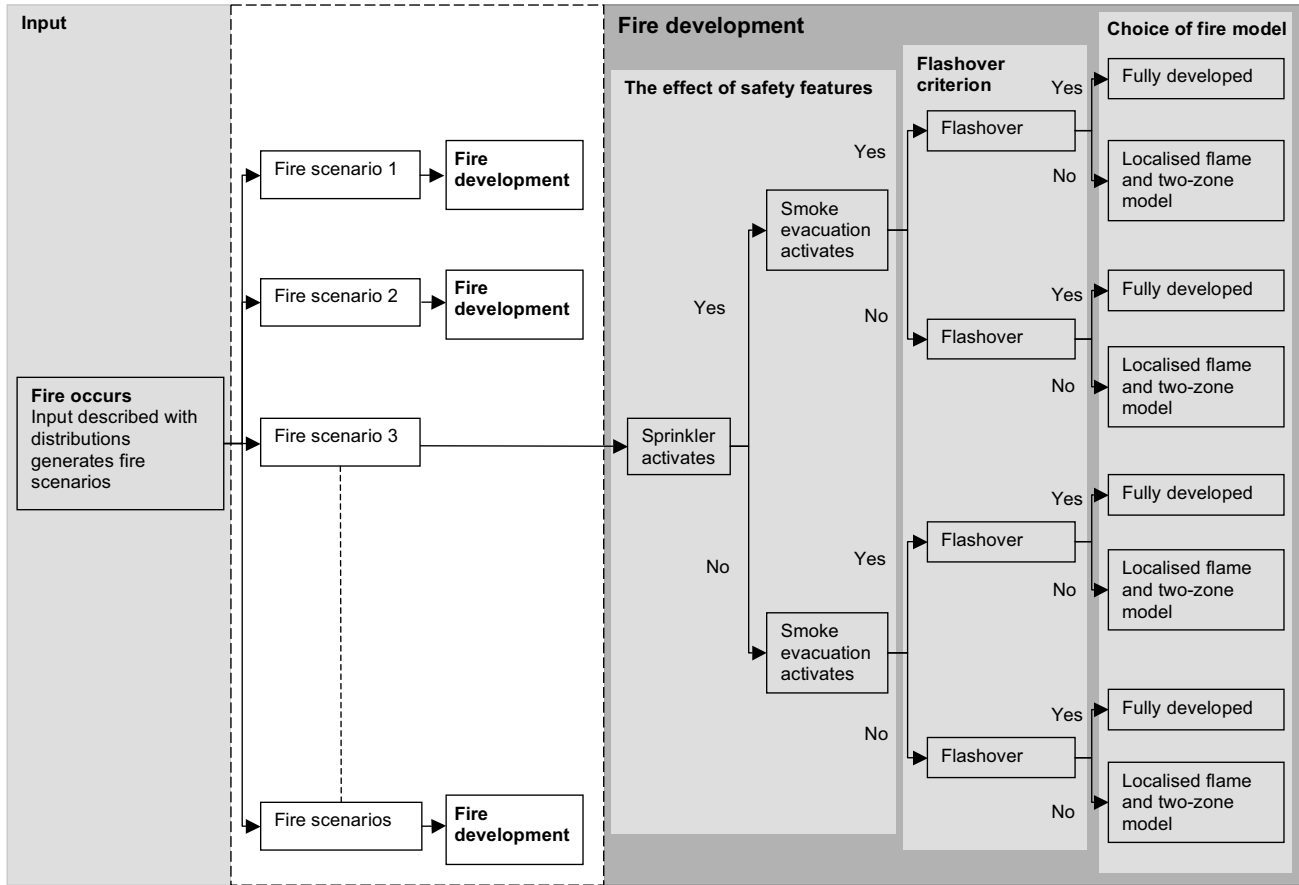 Input
Fire occurs
Input described with
distributions
generates fire
scenarios
Fire scenario 1
Fire
development
Fire scenario 2
Fire
development
Fire scenario 3
Fire scenarios
Fire
development
Fire development
The effect of safety features
Sprinkler
activates
Yes
No
Smoke
evacuation
activates
Yes
No
Smoke
evacuation
activates
Yes
No
Flashover
criterion
Flashover
Yes
No
Flashover
Yes
No
Flashover
Yes
No
Flashover
Yes
No
Choice of fire model
Fully developed
Localised flame
and two-zone
model
Fully developed
Localised flame
and two-zone
model
Fully developed
Localised flame
and two-zone
model
Fully developed
Localised flame
and two-zone
model